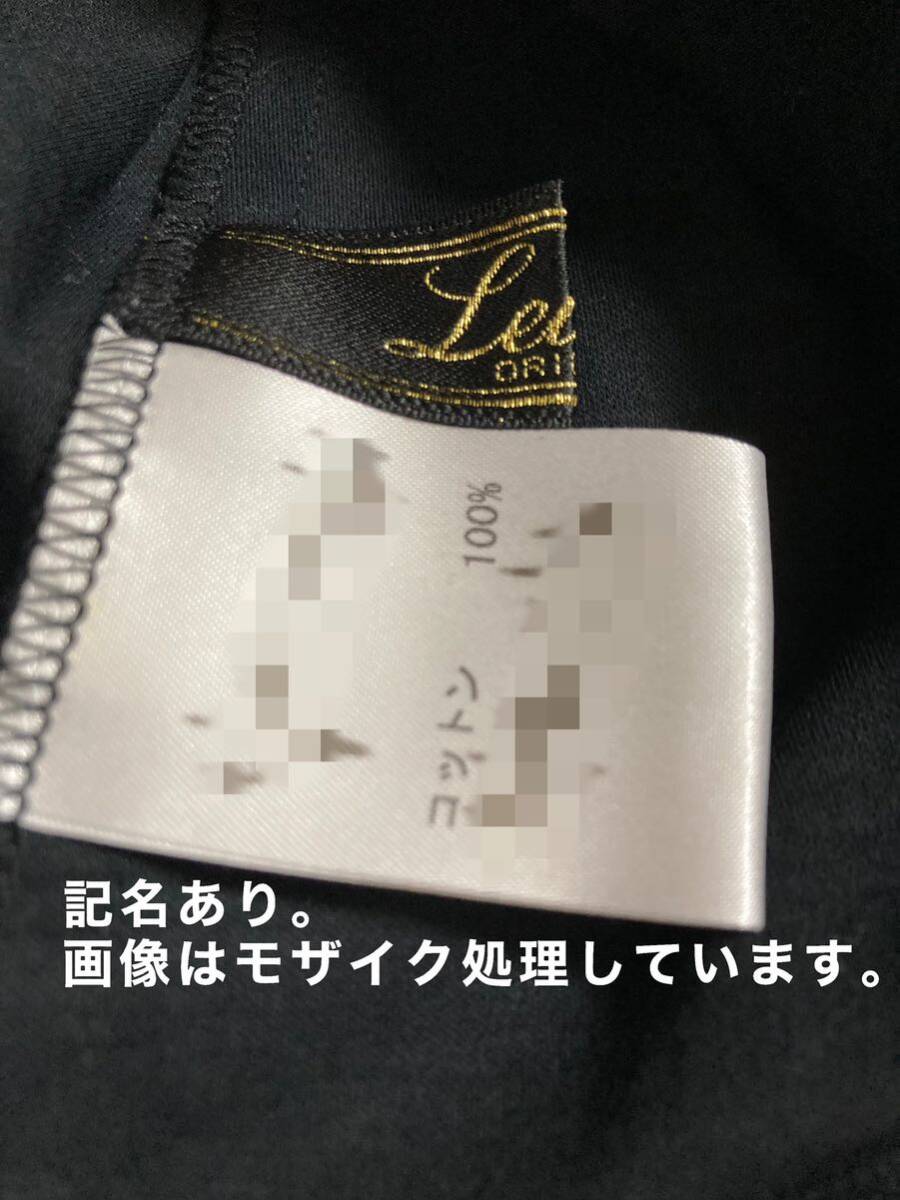 Leu
ORI
コットン 100%
記名あり。
画像はモザイク処理しています。